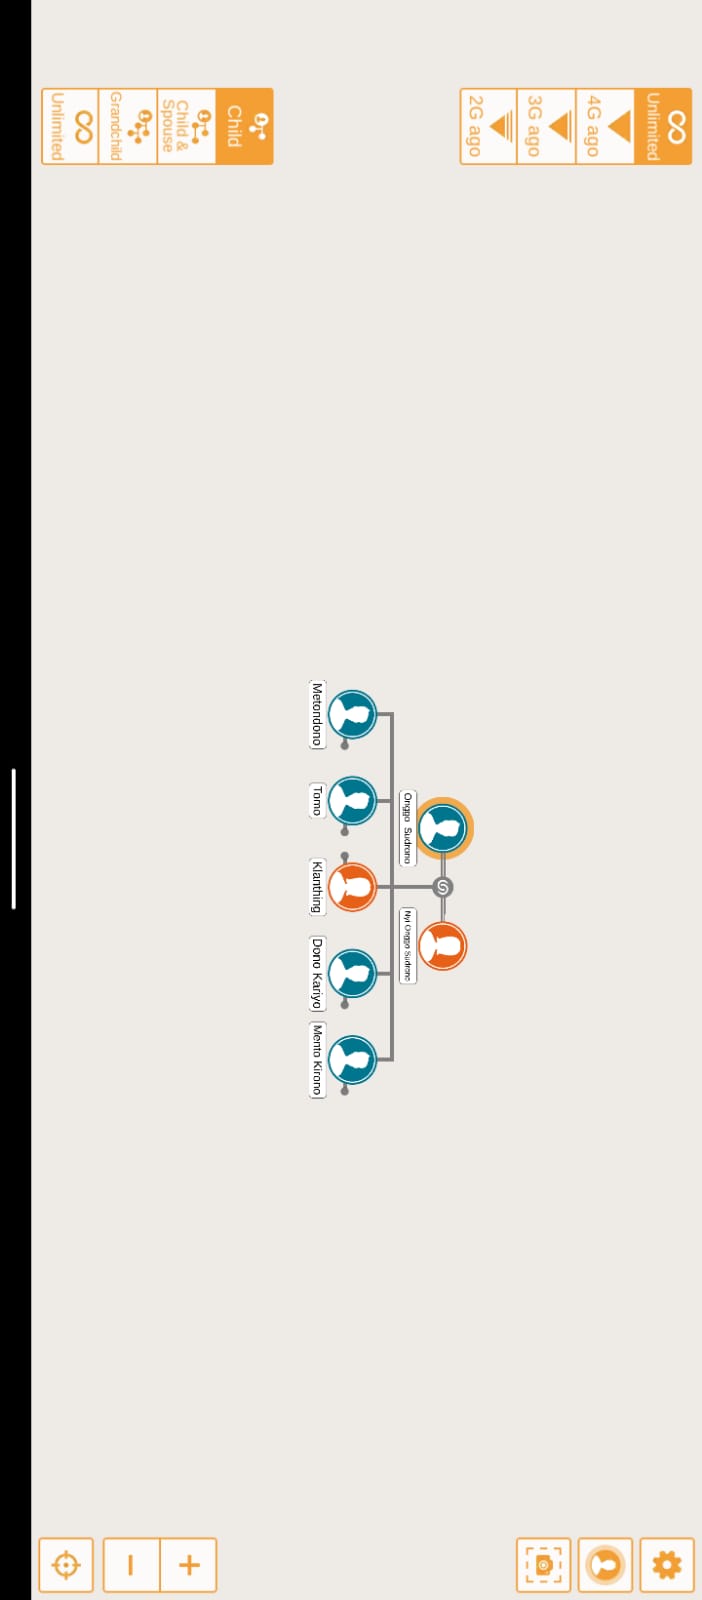 Unlimited
4G ago
3G ago
2G ago
Child
Child &
Spouse
Grandchild
Unlimited
Onggo Sudrono
Nyi Onggo Sudrono
Metondono
Tomo
Klanthing
Dono Kariyo
Mento Kirono